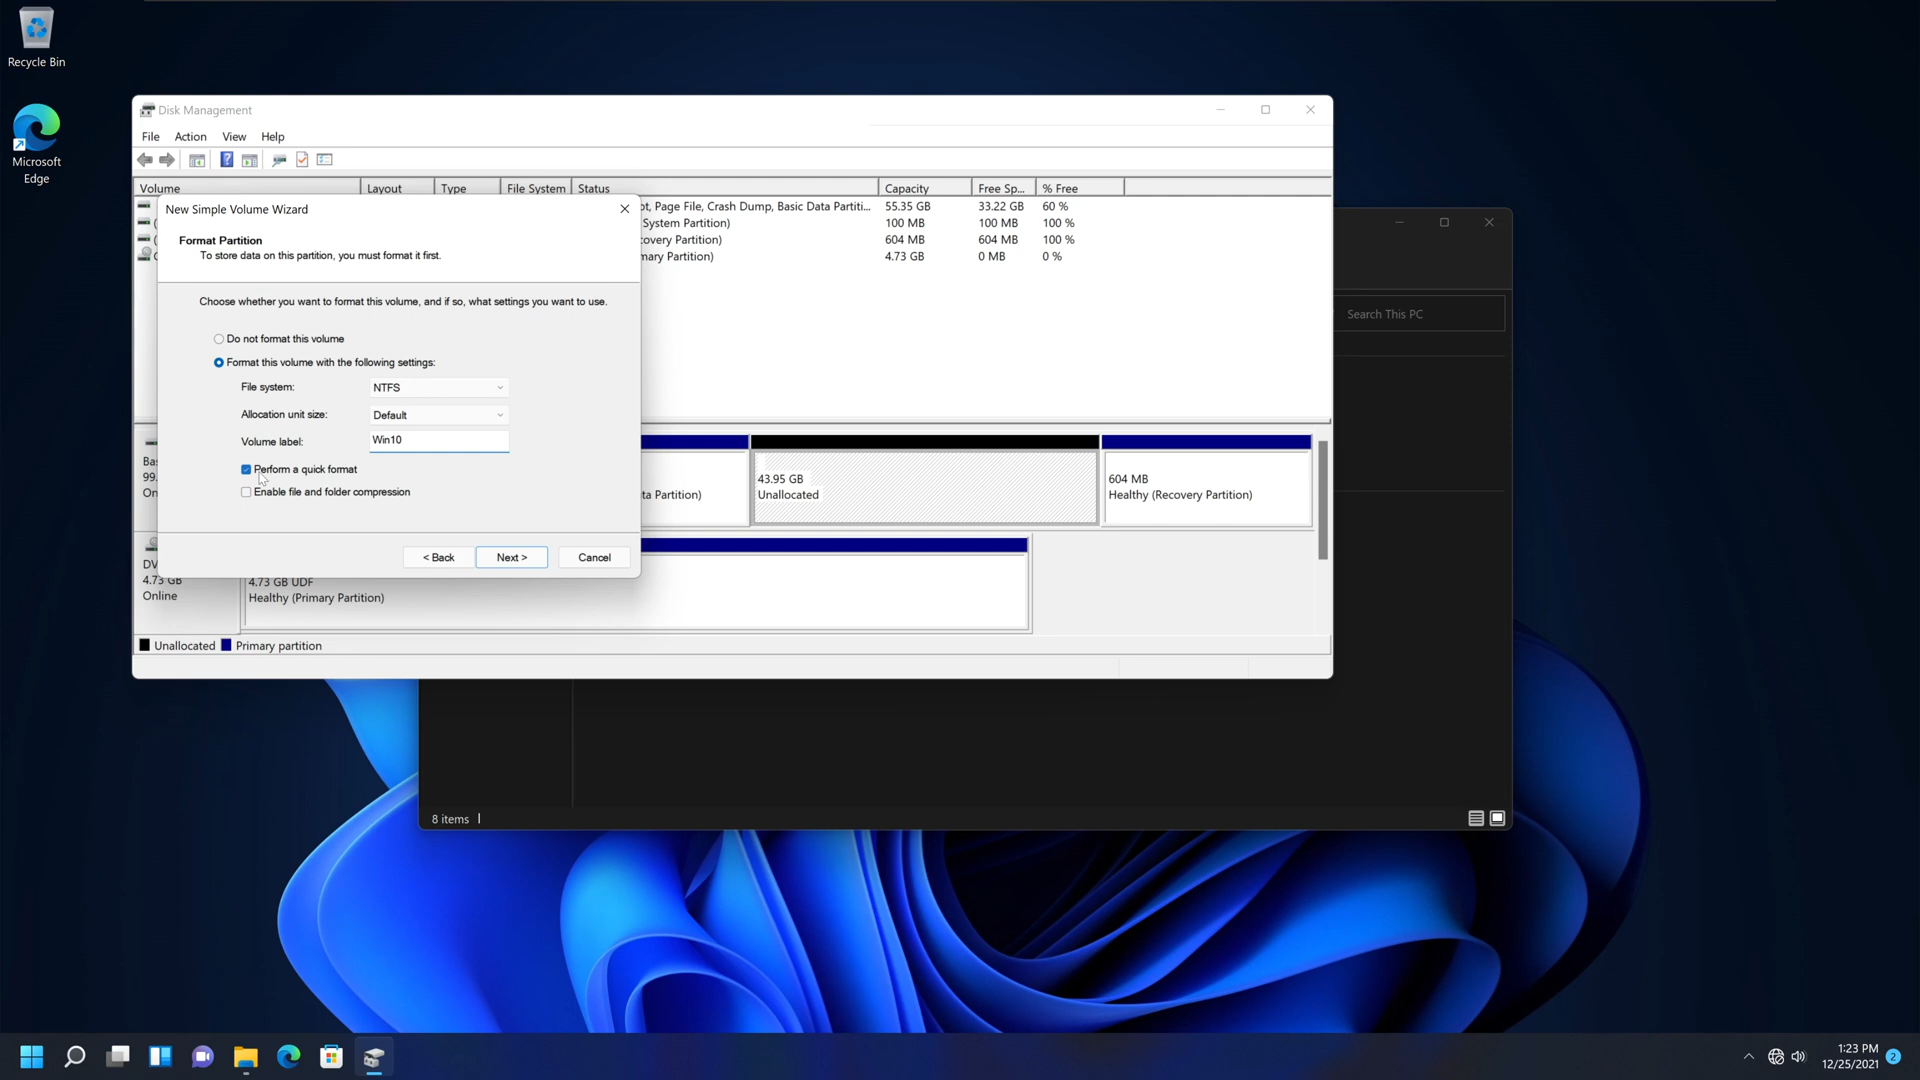 Recycle Bin
Microsoft
Edge
Disk Management
File Action View Help
Volume Layout Type File System Status Capacity Free Sp... % Free
ot, Page File, Crash Dump, Basic Data Partiti... 55.35 GB 33.22 GB 60 %
System Partition) 100 MB 100 MB 100 %
covery Partition) 604 MB 604 MB 100 %
mary Partition) 4.73 GB 0 MB 0 %
New Simple Volume Wizard
Format Partition
To store data on this partition, you must format it first.
Choose whether you want to format this volume, and if so, what settings you want to use.
Do not format this volume
Format this volume with the following settings:
File system: NTFS
Allocation unit size: Default
Volume label: Win10
Perform a quick format
Enable file and folder compression
< Back Next > Cancel
Search This PC
Bas
99.
On
ta Partition)
43.95 GB
Unallocated
604 MB
Healthy (Recovery Partition)
DV
4.73 GB
Online
4.73 GB UDF
Healthy (Primary Partition)
Unallocated Primary partition
8 items
1:23 PM
12/25/2021
2